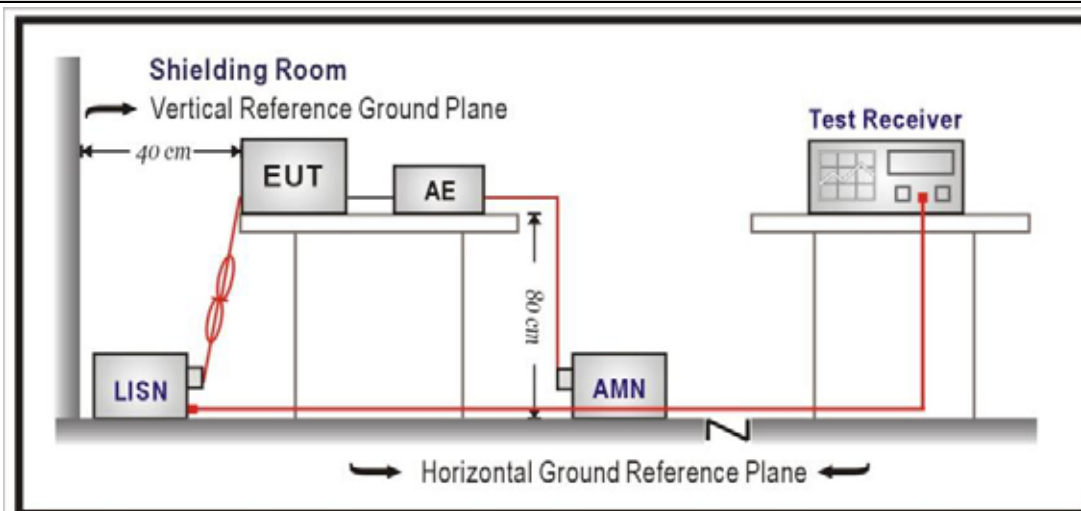 Shielding Room
Vertical Reference Ground Plane
Test Receiver
40 cm
EUT
AE
80 cm
LISN
AMN
Horizontal Ground Reference Plane